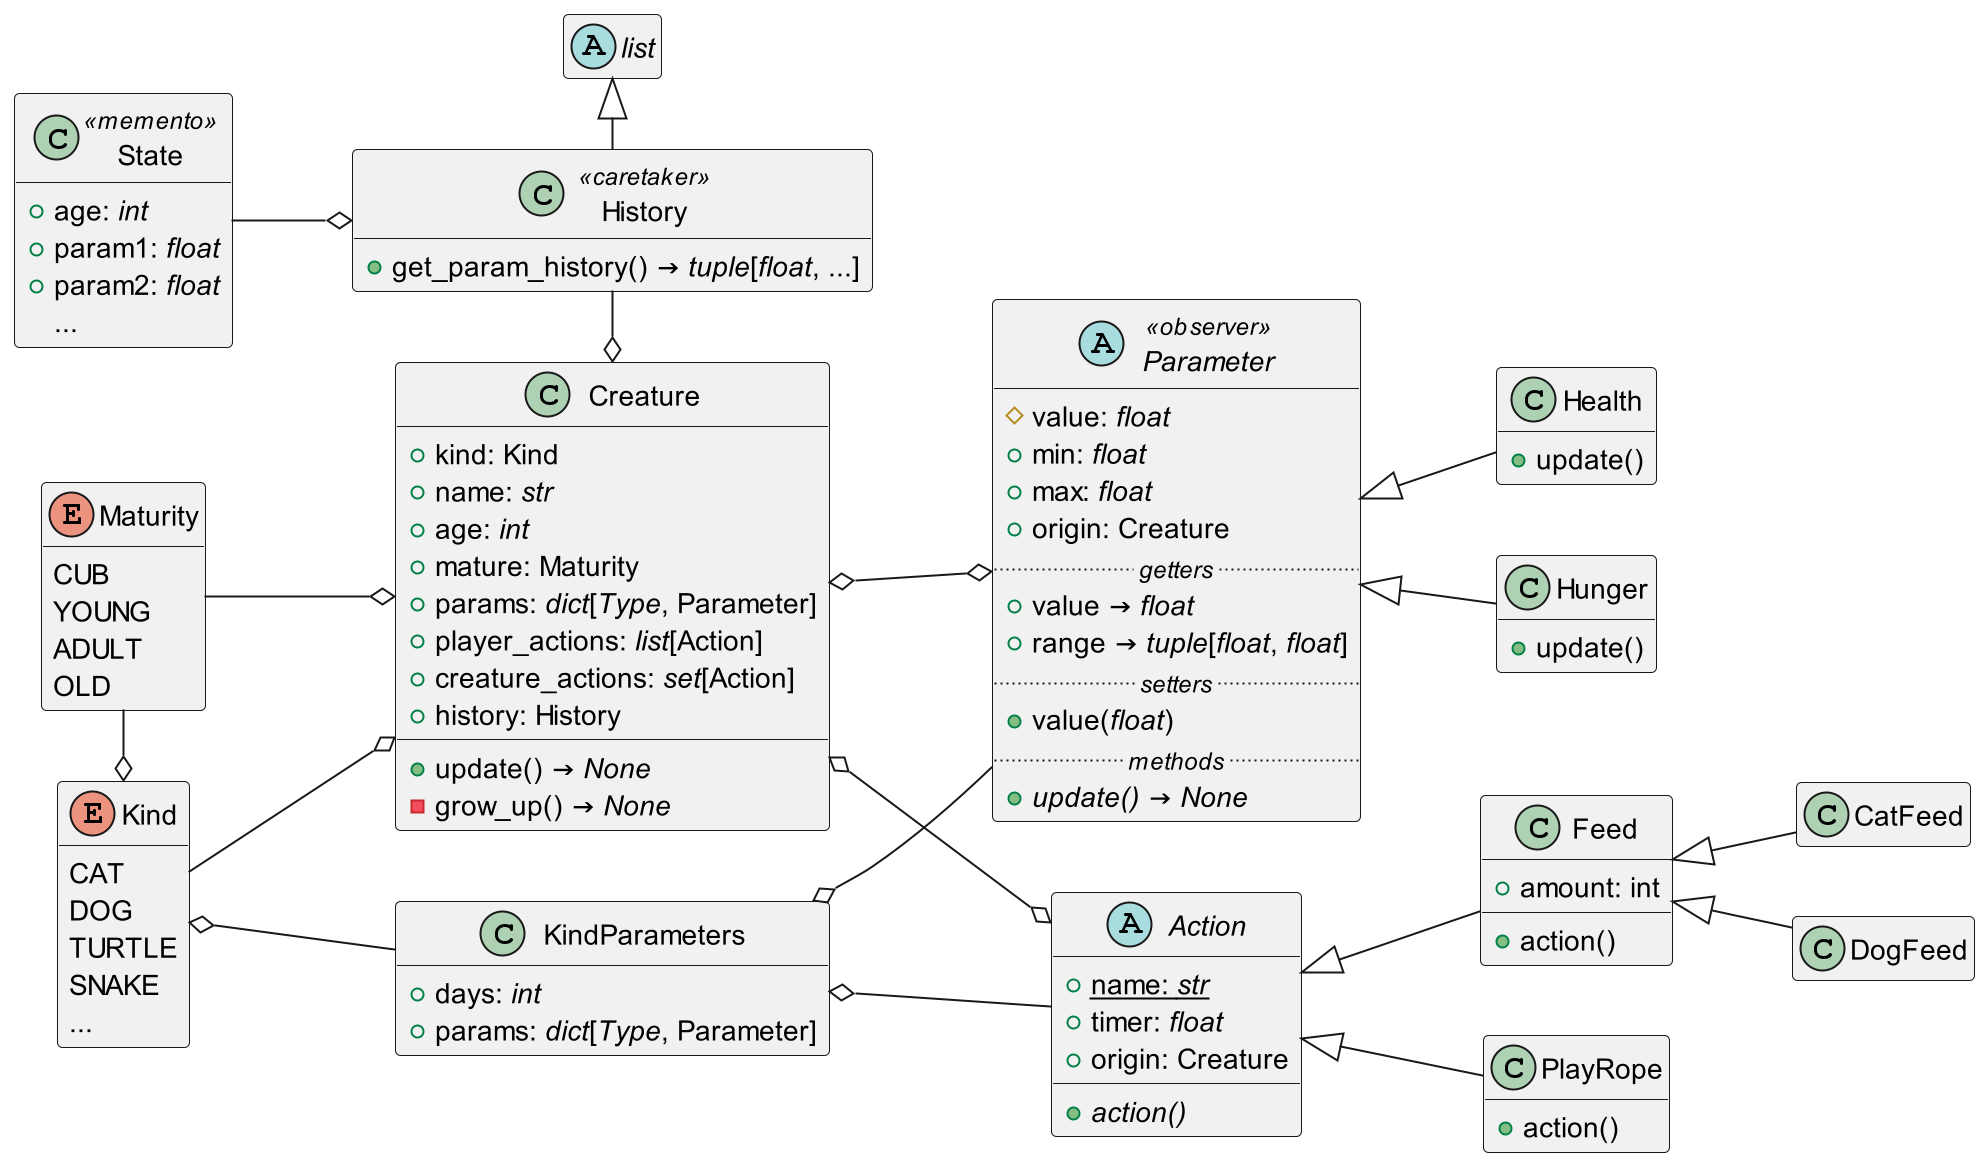 A list
«memento»
C State
age: int
param1: float
param2: float
...
«caretaker»
C History
get_param_history() → tuple[float, ...]
C Creature
kind: Kind
name: str
age: int
mature: Maturity
params: dict[Type, Parameter]
player_actions: list[Action]
creature_actions: set[Action]
history: History
update() → None
grow_up() → None
«observer»
A Parameter
value: float
min: float
max: float
origin: Creature
getters
value → float
range → tuple[float, float]
setters
value(float)
methods
update() → None
C Health
update()
C Hunger
update()
E Maturity
CUB
YOUNG
ADULT
OLD
E Kind
CAT
DOG
TURTLE
SNAKE
...
C KindParameters
days: int
params: dict[Type, Parameter]
A Action
name: str
timer: float
origin: Creature
action()
C Feed
amount: int
action()
C CatFeed
C DogFeed
C PlayRope
action()